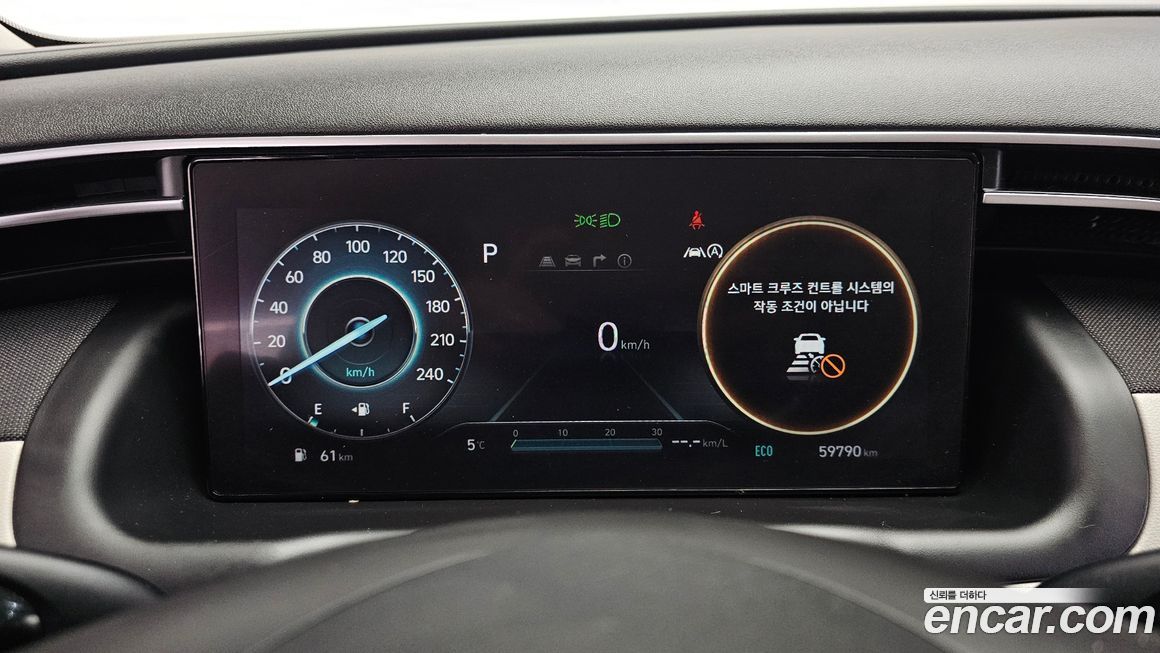 100
80
120
60
150
40
180
20
210
0
240
km/h
E
F
61 km
P
A
0 km/h
0 10 20 30
5 ℃
--.- km/L
스마트 크루즈 컨트롤 시스템의
작동 조건이 아닙니다
ECO
59790 km
신뢰를 더하다
encar.com